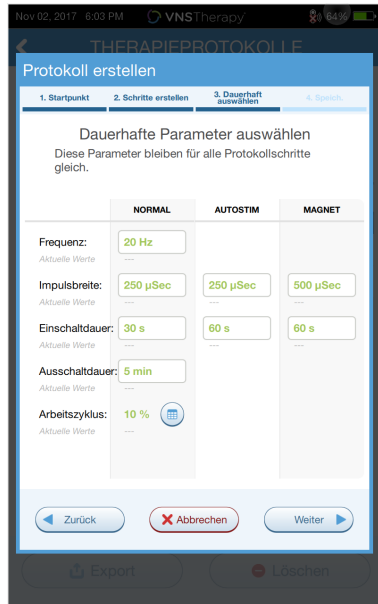 Nov 02, 2017 6:03 PM VNSTherapy 64%
THERAPIEPROTOKOLLE
Protokoll erstellen
1. Startpunkt 2. Schritte erstellen 3. Dauerhaft auswählen 4. Speich.
Dauerhafte Parameter auswählen
Diese Parameter bleiben für alle Protokollschritte
gleich.
NORMAL AUTOSTIM MAGNET
Frequenz: 20 Hz
Aktuelle Werte ----
Impulsbreite: 250 µSec 250 µSec 500 µSec
Aktuelle Werte ---- ---- ----
Einschaltdauer: 30 s 60 s 60 s
Aktuelle Werte ---- ---- ----
Ausschaltdauer: 5 min
Aktuelle Werte ----
Arbeitszyklus: 10 %
Aktuelle Werte ----
Zurück Abbrechen Weiter
Export Löschen